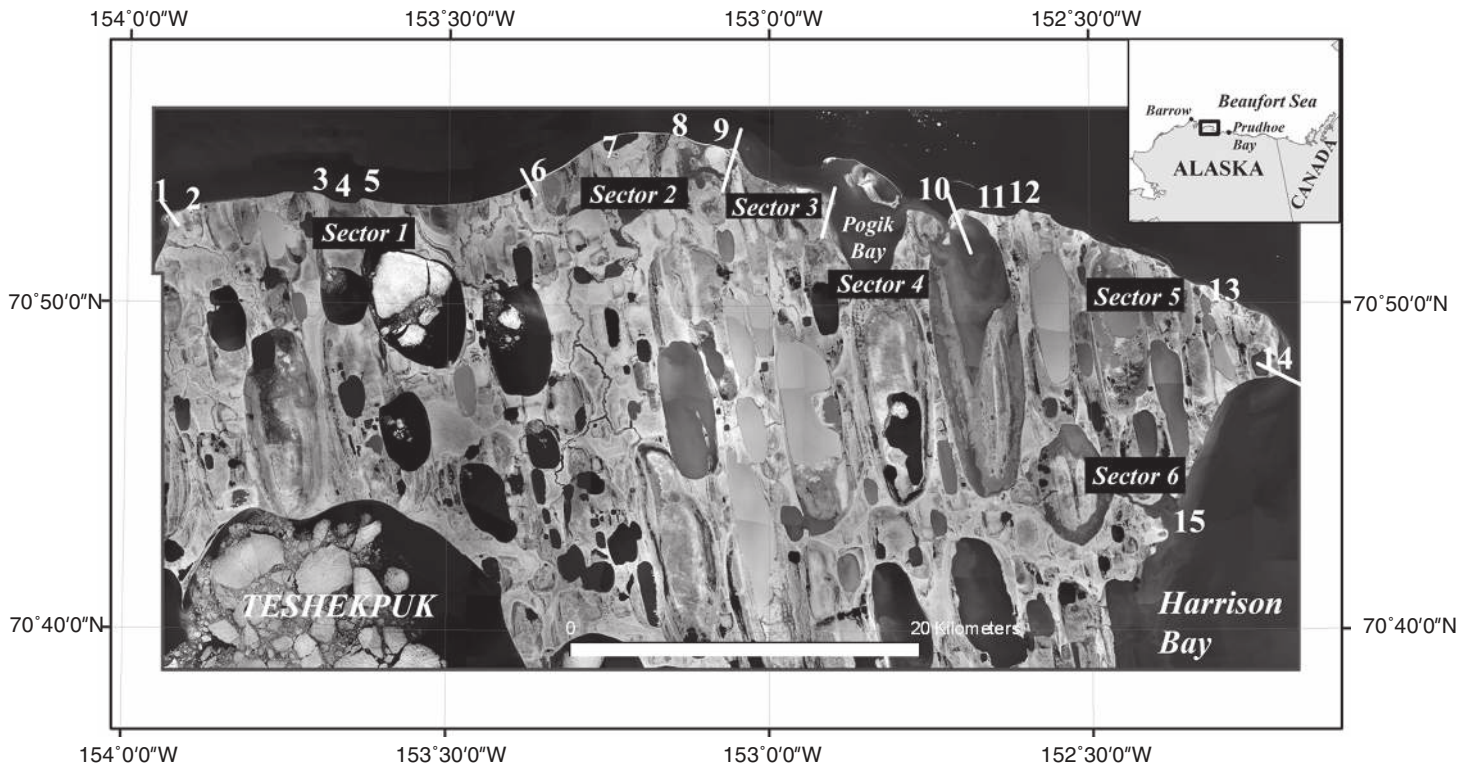 154˚0'0"W 153˚30'0"W 153˚0'0"W 152˚30'0"W
Barrow
Beaufort Sea
Prudhoe
Bay
ALASKA
CANADA
1 2 3 4 5 6 7 8 9 10 11 12 13 14 15
Sector 1
Sector 2
Sector 3
Pogik
Bay
Sector 4
Sector 5
Sector 6
70˚50'0"N 70˚50'0"N
TESHEKPUK
0 20 Kilometers
Harrison
Bay
70˚40'0"N 70˚40'0"N
154˚0'0"W 153˚30'0"W 153˚0'0"W 152˚30'0"W